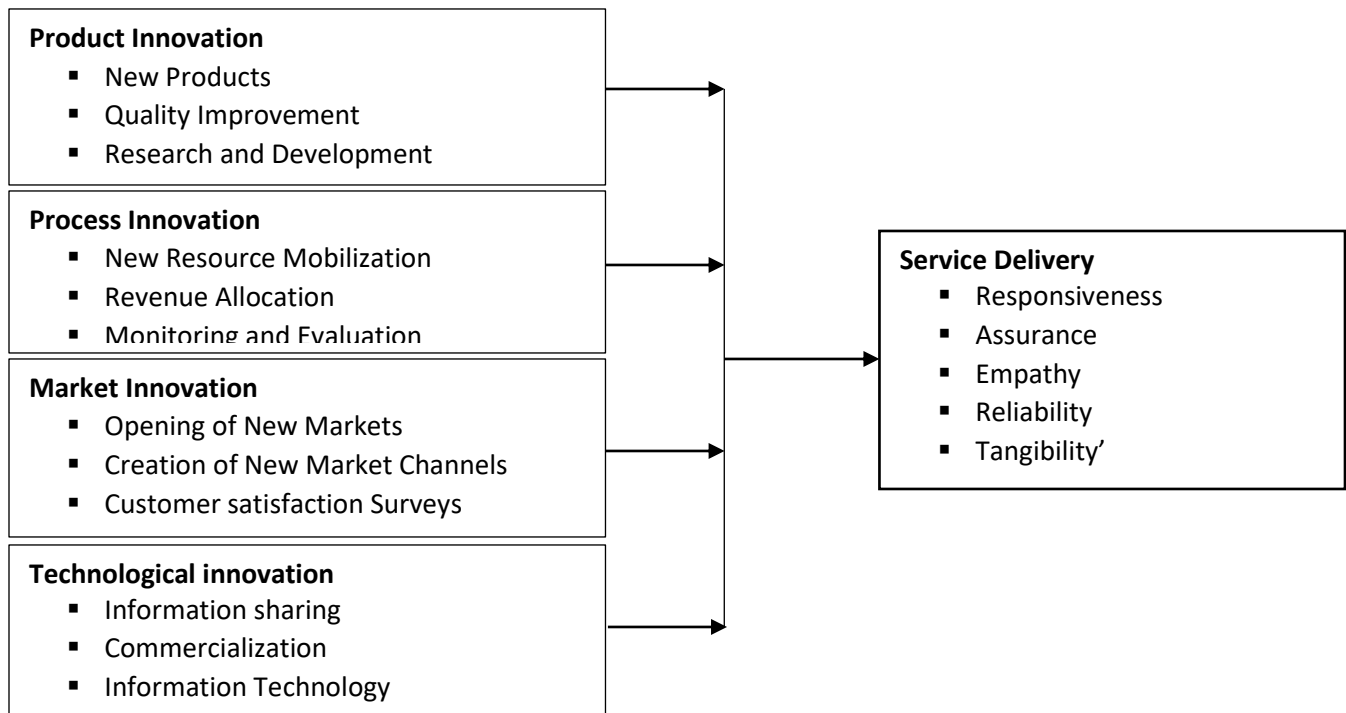 Product Innovation
▪ New Products
▪ Quality Improvement
▪ Research and Development
Process Innovation
▪ New Resource Mobilization
▪ Revenue Allocation
▪ Monitoring and Evaluation
Market Innovation
▪ Opening of New Markets
▪ Creation of New Market Channels
▪ Customer satisfaction Surveys
Technological innovation
▪ Information sharing
▪ Commercialization
▪ Information Technology
Service Delivery
▪ Responsiveness
▪ Assurance
▪ Empathy
▪ Reliability
▪ Tangibility’